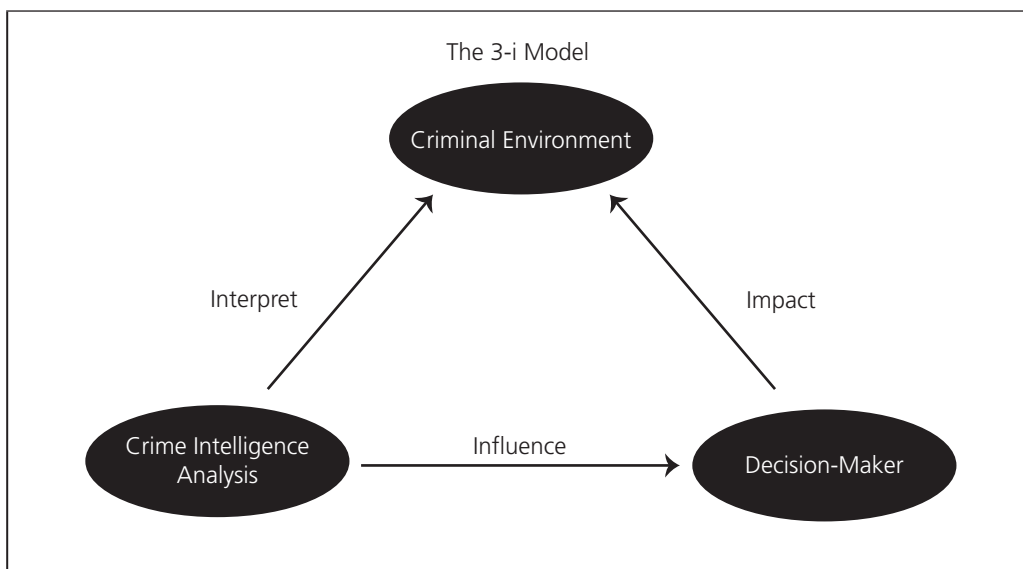 The 3-i Model
Criminal Environment
Interpret
Impact
Crime Intelligence
Analysis
Influence
Decision-Maker